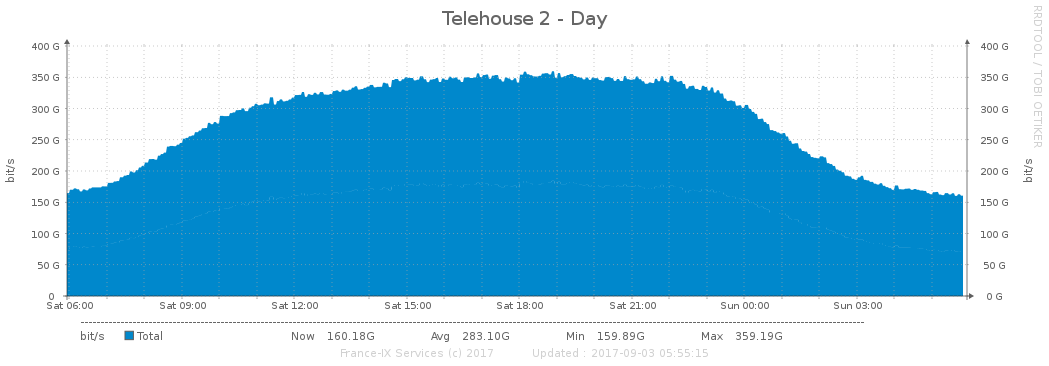 Telehouse 2 - Day
RRDTOOL / TOBI OETIKER
400 G 400 G
350 G 350 G
300 G 300 G
250 G 250 G
200 G 200 G
150 G 150 G
100 G 100 G
50 G 50 G
0 0 G
bit/s bit/s
Sat 06:00 Sat 09:00 Sat 12:00 Sat 15:00 Sat 18:00 Sat 21:00 Sun 00:00 Sun 03:00
bit/s Total Now 160.18G Avg 283.10G Min 159.89G Max 359.19G
France-IX Services (c) 2017 Updated : 2017-09-03 05:55:15